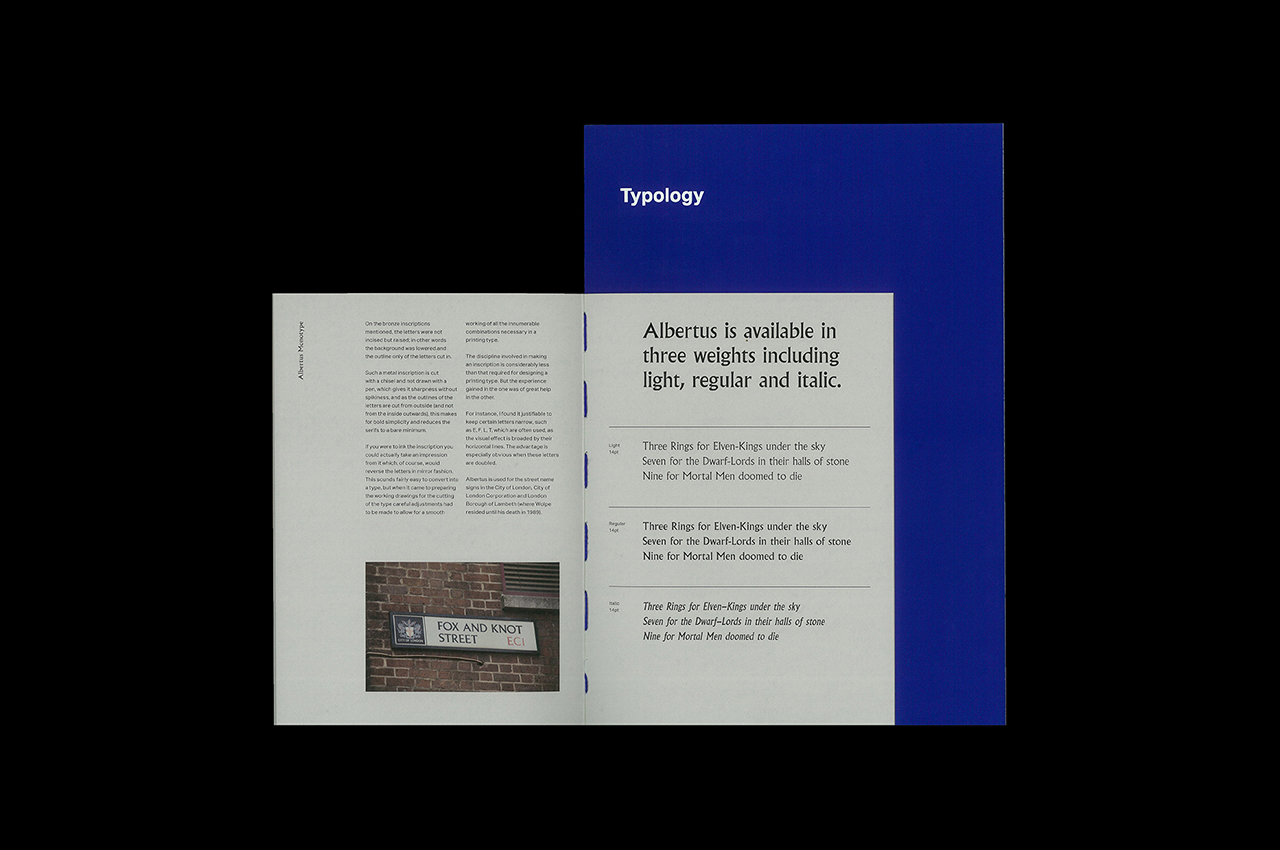 Typology
Albertus Monotype
On the bronze inscriptions
mentioned, the letters were not
incised but raised; in other words
the background was lowered and
the outline only of the letters cut in.
Such a metal inscription is cut
with a chisel and not drawn with a
pen, which gives it sharpness without
spikiness, and as the outlines of the
letters are cut from outside (and not
from the inside outwards), this makes
for bold simplicity and reduces the
serifs to a bare minimum.
If you were to ink the inscription you
could actually take an impression
from it which, of course, would
reverse the letters in mirror fashion.
This sounds fairly easy to convert into
a type, but when it came to preparing
the working drawings for the cutting
of the type careful adjustments had
to be made to allow for a smooth
working of all the innumerable
combinations necessary in a
printing type.
The discipline involved in making
an inscription is considerably less
than that required for designing a
printing type. But the experience
gained in the one was of great help
in the other.
For instance, I found it justifiable to
keep certain letters narrow, such
as E, F, L, T, which are often used, as
the visual effect is broaded by their
horizontal lines. The advantage is
especially obvious when these letters
are doubled.
Albertus is used for the street name
signs in the City of London, City of
London Corporation and London
Borough of Lambeth (where Wolpe
resided until his death in 1989).
CITY OF LONDON
FOX AND KNOT
STREET EC1
Albertus is available in
three weights including
light, regular and italic.
Light
14pt
Three Rings for Elven-Kings under the sky
Seven for the Dwarf-Lords in their halls of stone
Nine for Mortal Men doomed to die
Regular
14pt
Three Rings for Elven-Kings under the sky
Seven for the Dwarf-Lords in their halls of stone
Nine for Mortal Men doomed to die
Italic
14pt
Three Rings for Elven–Kings under the sky
Seven for the Dwarf–Lords in their halls of stone
Nine for Mortal Men doomed to die